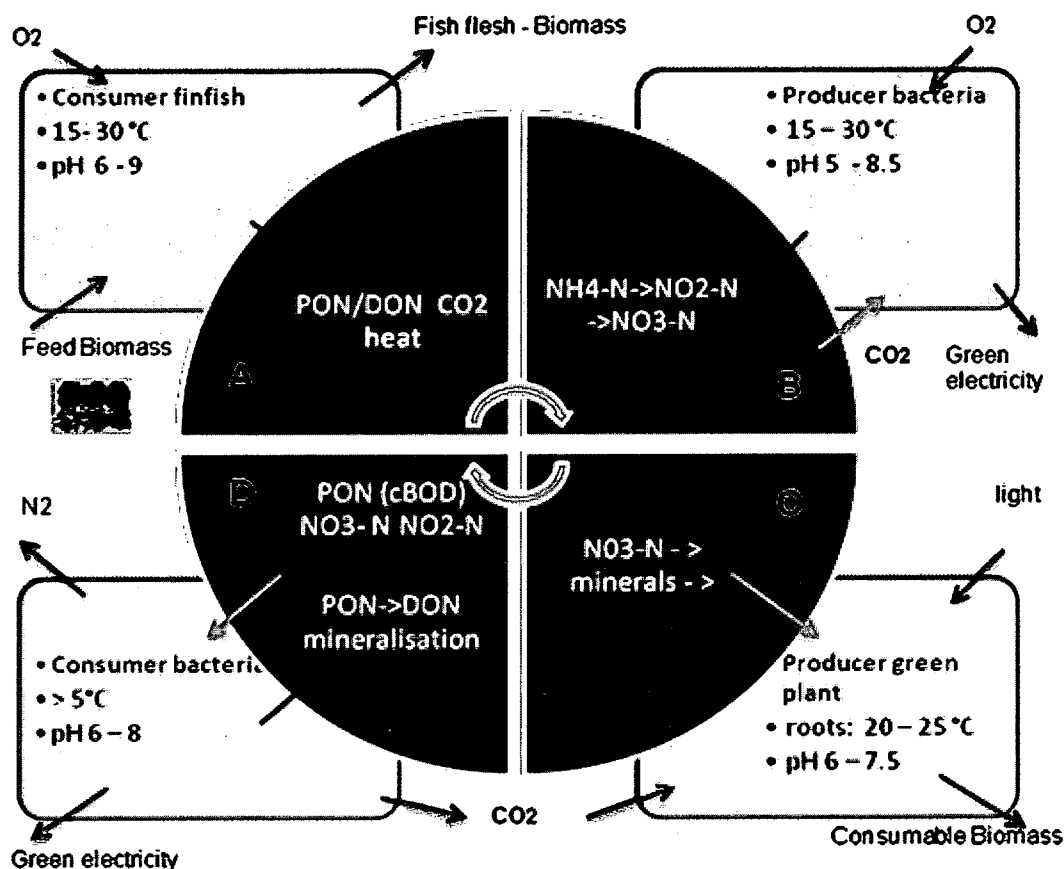 O2
Fish flesh - Biomass
O2
• Consumer finfish
• 15- 30 °C
• pH 6 -9
• Producer bacteria
• 15 – 30 °C
• pH 5 - 8.5
PON/DON CO2
heat
NH4-N->NO2-N
->NO3-N
Feed Biomass
A
B
CO2
Green
electricity
N2
D
PON (cBOD)
NO3- N NO2-N
PON->DON
mineralisation
C
N03-N - >
minerals - >
light
• Consumer bacteria
• > 5°C
• pH 6 – 8
Producer green
plant
• roots: 20 – 25 °C
• pH 6 – 7.5
CO2
Green electricity
Consumable Biomass